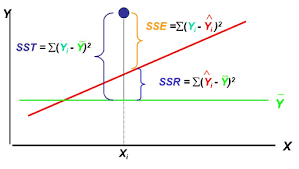 Y
SSE =∑(Yi - Ŷi)²
SST = ∑(Yi - Ȳ)²
SSR = ∑(Ŷi - Ȳ)²
Ȳ
Xi
X